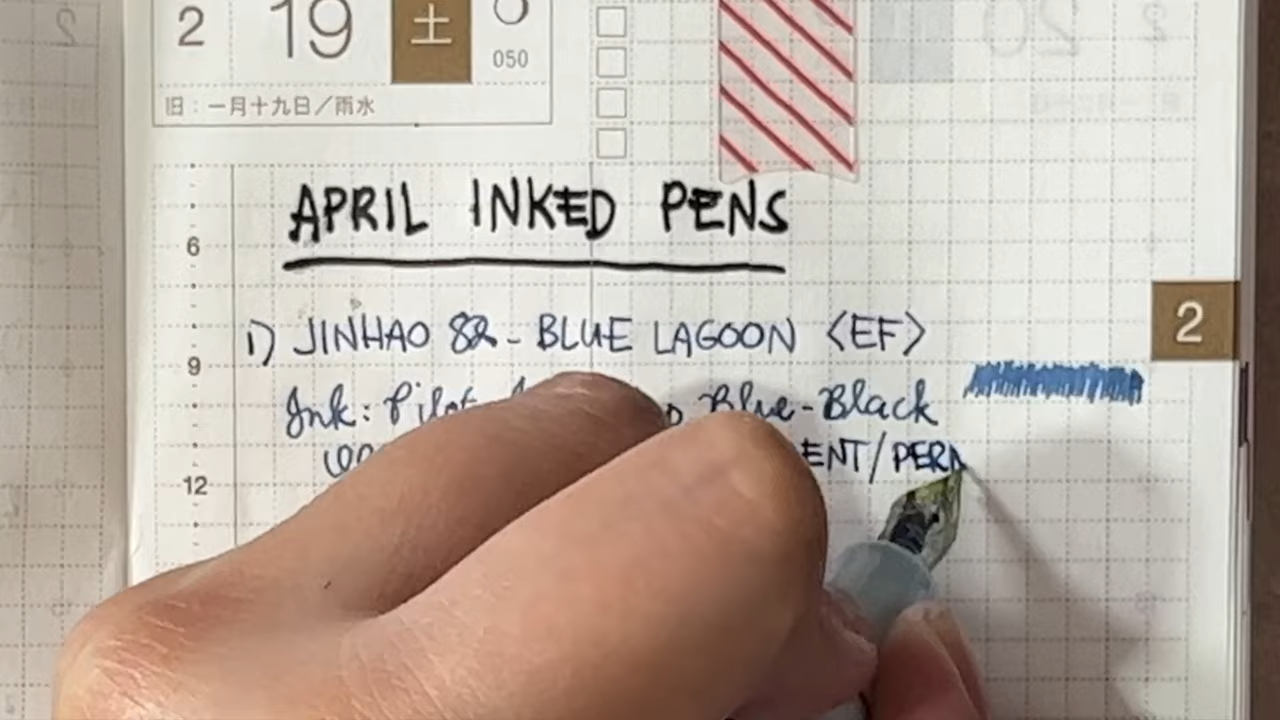 2 19 土
050
旧：一月十九日／雨水
APRIL INKED PENS
6
1) JINHAO 82 - BLUE LAGOON <EF>
2
9
Ink: Pilot Blue-Black
ENT/PERM
12